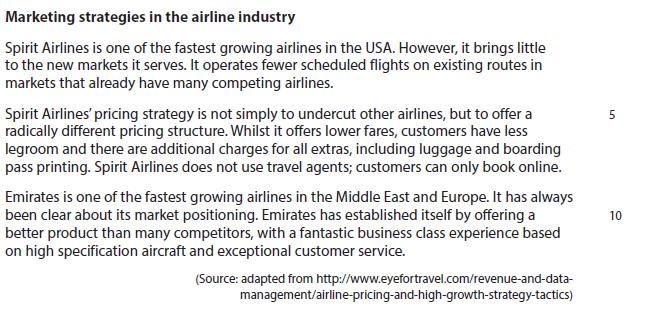 Marketing strategies in the airline industry
Spirit Airlines is one of the fastest growing airlines in the USA. However, it brings little
to the new markets it serves. It operates fewer scheduled flights on existing routes in
markets that already have many competing airlines.
Spirit Airlines’ pricing strategy is not simply to undercut other airlines, but to offer a 5
radically different pricing structure. Whilst it offers lower fares, customers have less
legroom and there are additional charges for all extras, including luggage and boarding
pass printing. Spirit Airlines does not use travel agents; customers can only book online.
Emirates is one of the fastest growing airlines in the Middle East and Europe. It has always
been clear about its market positioning. Emirates has established itself by offering a 10
better product than many competitors, with a fantastic business class experience based
on high specification aircraft and exceptional customer service.
(Source: adapted from http://www.eyefortravel.com/revenue-and-data-
management/airline-pricing-and-high-growth-strategy-tactics)